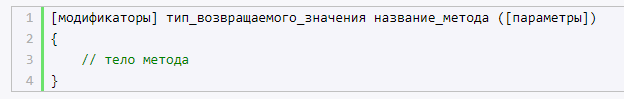 1 [модификаторы] тип_возвращаемого_значения название_метода ([параметры])
2 {
3 // тело метода
4 }